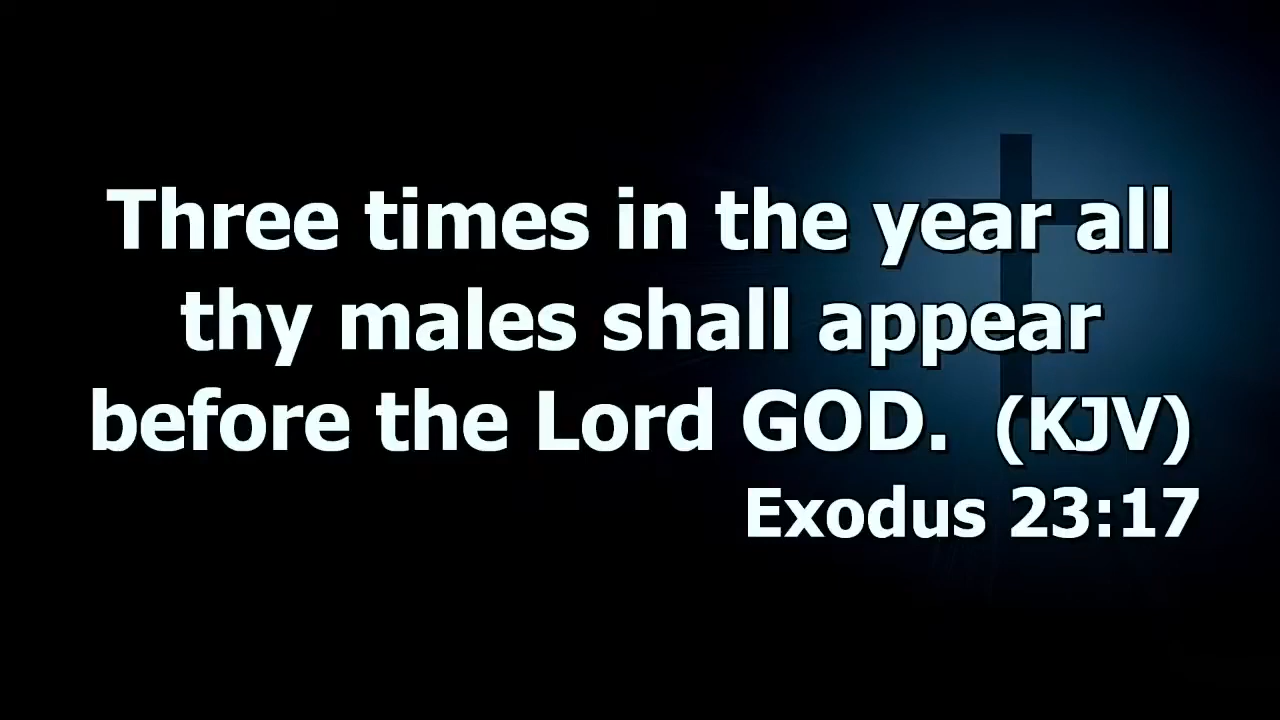 Three times in the year all
thy males shall appear
before the Lord GOD.  (KJV)
Exodus 23:17